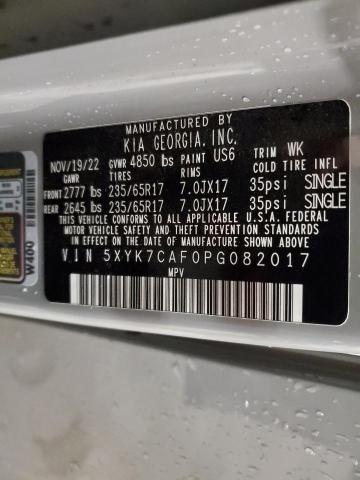 MANUFACTURED BY
KIA GEORGIA, INC.
NOV/19/22 GVWR 4850 lbs PAINT US6 TRIM WK
GAWR TIRES RIMS COLD TIRE INFL
FRONT 2777 lbs 235/65R17 7.0JX17 35psi SINGLE
REAR 2645 lbs 235/65R17 7.0JX17 35psi SINGLE
THIS VEHICLE CONFORMS TO ALL APPLICABLE U.S.A. FEDERAL
MOTOR VEHICLE SAFETY STANDARDS IN EFFECT ON
THE DATE OF MANUFACTURE SHOWN ABOVE.
VIN 5XYK7CAF0PG082017
MPV
W400